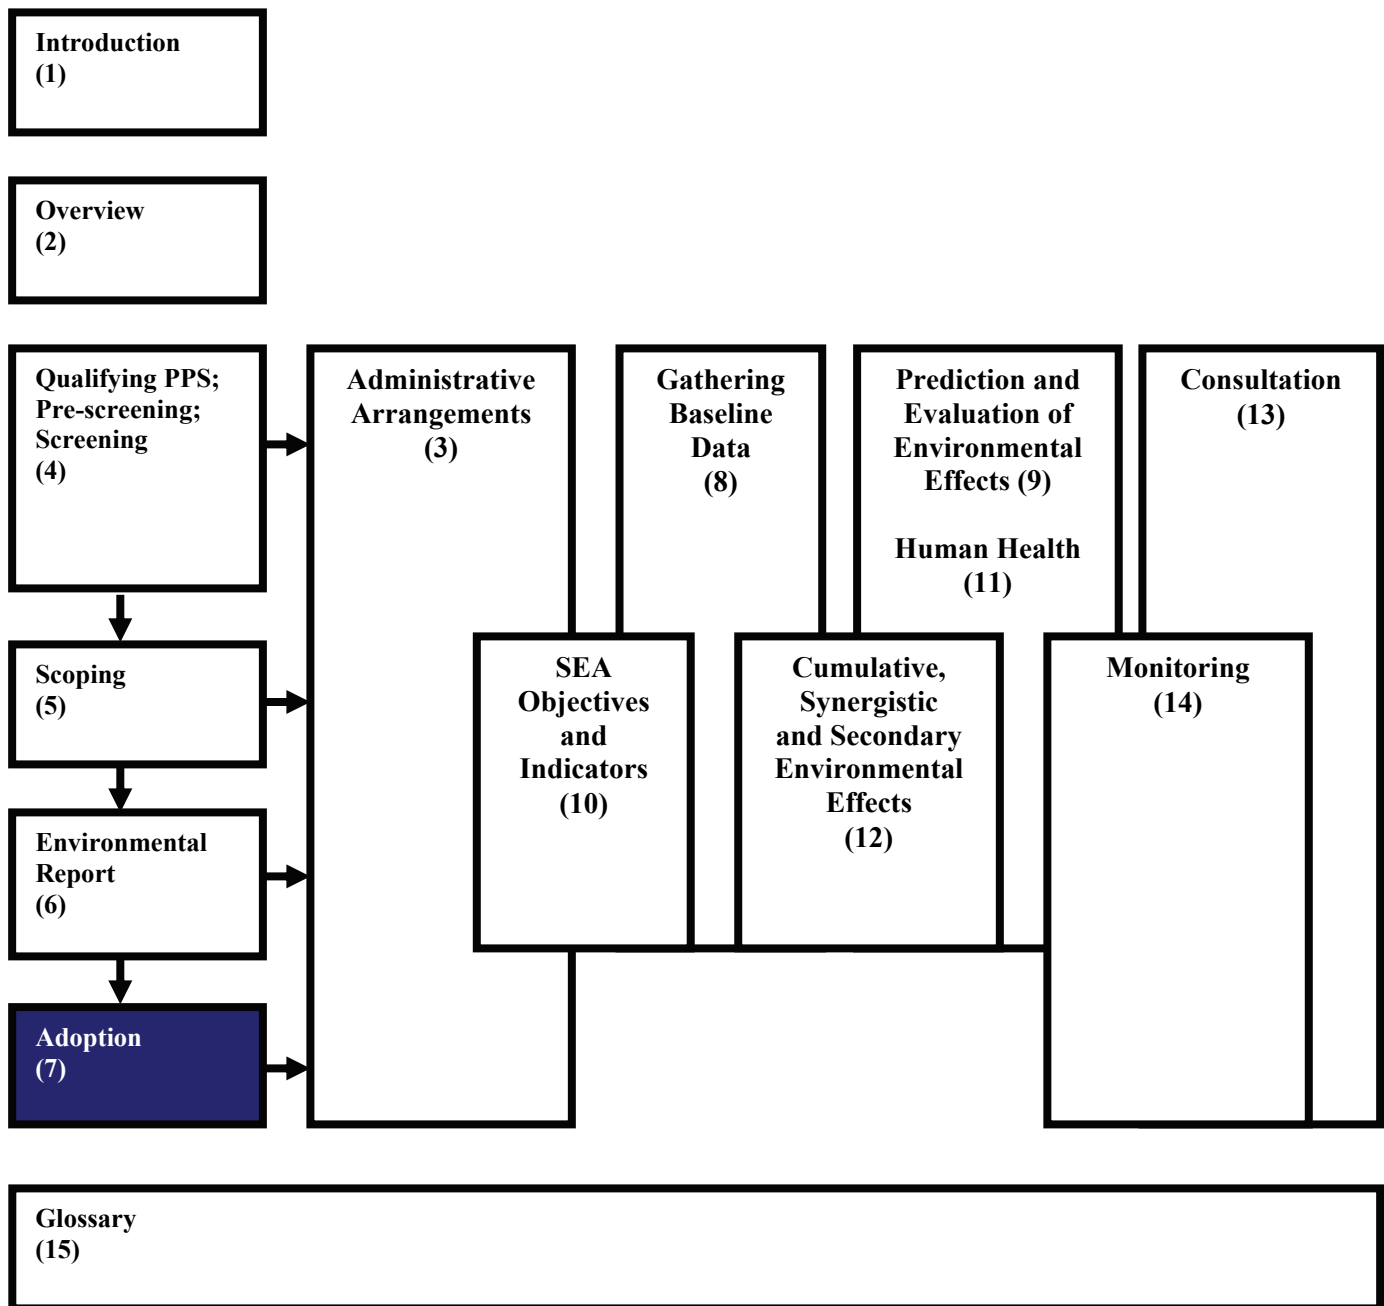 Introduction
(1)
Overview
(2)
Qualifying PPS;
Pre-screening;
Screening
(4)
Administrative
Arrangements
(3)
Gathering
Baseline
Data
(8)
Prediction and
Evaluation of
Environmental
Effects (9)
Human Health
(11)
Consultation
(13)
Scoping
(5)
SEA
Objectives
and
Indicators
(10)
Cumulative,
Synergistic
and Secondary
Environmental
Effects
(12)
Monitoring
(14)
Environmental
Report
(6)
Adoption
(7)
Glossary
(15)